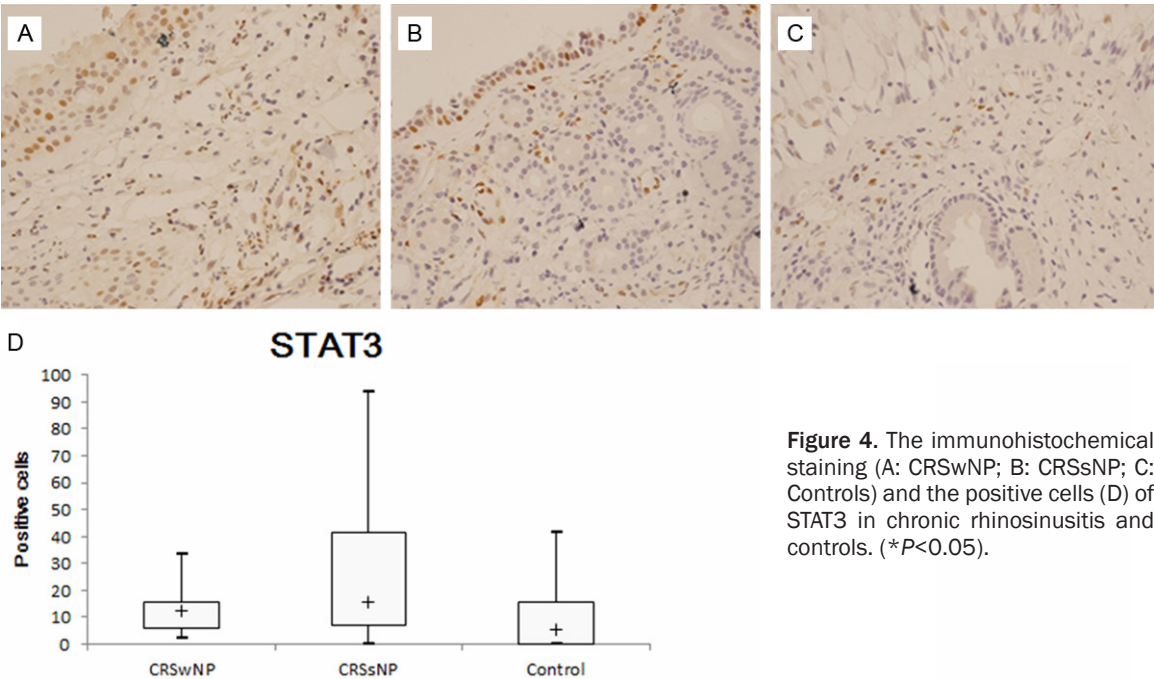 A
B
C
D
STAT3
Positive cells
100
90
80
70
60
50
40
30
20
10
0
CRSwNP
CRSsNP
Control
Figure 4. The immunohistochemical
staining (A: CRSwNP; B: CRSsNP; C:
Controls) and the positive cells (D) of
STAT3 in chronic rhinosinusitis and
controls. (*P<0.05).